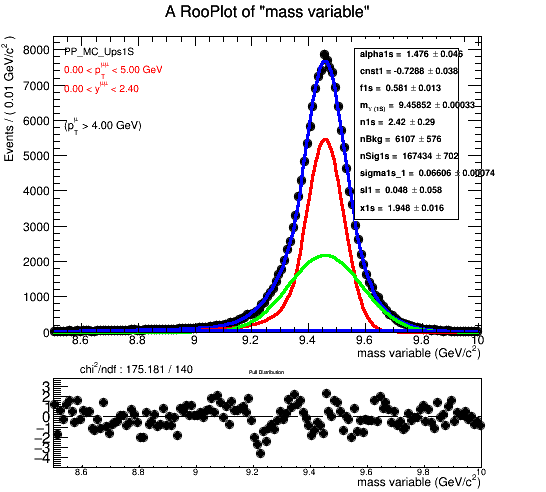 A RooPlot of "mass variable"
Events / ( 0.01 GeV/c² )
8000
7000
6000
5000
4000
3000
2000
1000
0
PP_MC_Ups1S
0.00 < p_T^μμ < 5.00 GeV
0.00 < y^μμ < 2.40
(p_T^μ > 4.00 GeV)
alpha1s = 1.476 ± 0.046
cnst1 = -0.7288 ± 0.038
f1s = 0.581 ± 0.013
m_Υ (1S) = 9.45852 ± 0.00033
n1s = 2.42 ± 0.29
nBkg = 6107 ± 576
nSig1s = 167434 ± 702
sigma1s_1 = 0.06606 ± 0.00074
sl1 = 0.048 ± 0.058
x1s = 1.948 ± 0.016
8.6 8.8 9 9.2 9.4 9.6 9.8 10
mass variable (GeV/c²)
chi²/ndf : 175.181 / 140
Pull Distribution
3
2
1
0
−1
−2
−3
−4
8.6 8.8 9 9.2 9.4 9.6 9.8 10
mass variable (GeV/c²)